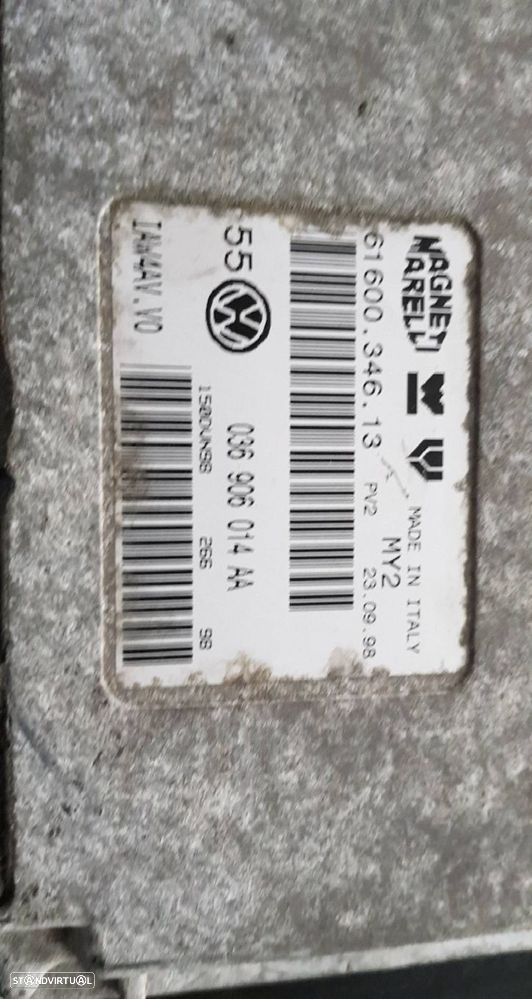 MAGNETI MARELLI
MADE IN ITALY
MY2
61600.346.13 PV2 23.09.98
55 036 906 014 AA
IAW4AV.V0
266 98
STANDVIRTUAL